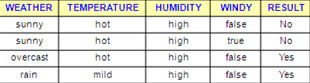 WEATHER TEMPERATURE HUMIDITY WINDY RESULT
sunny hot high false No
sunny hot high true No
overcast hot high false Yes
rain mild high false Yes